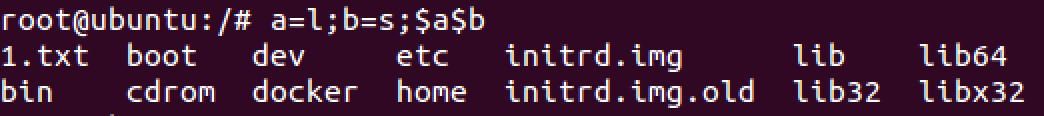 root@ubuntu:/# a=l;b=s;$a$b
1.txt boot dev etc initrd.img lib lib64
bin cdrom docker home initrd.img.old lib32 libx32